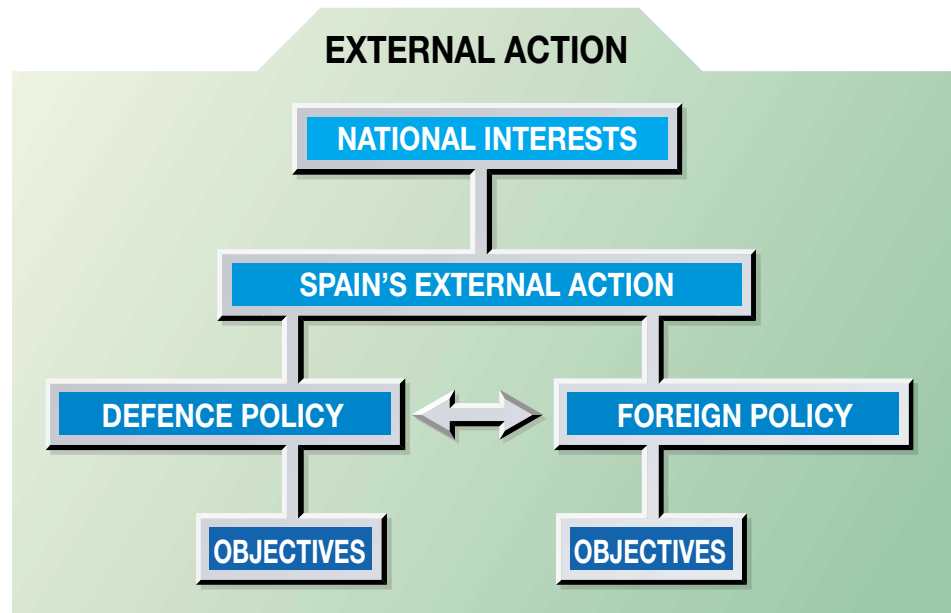 EXTERNAL ACTION
NATIONAL INTERESTS
SPAIN'S EXTERNAL ACTION
DEFENCE POLICY
FOREIGN POLICY
OBJECTIVES
OBJECTIVES